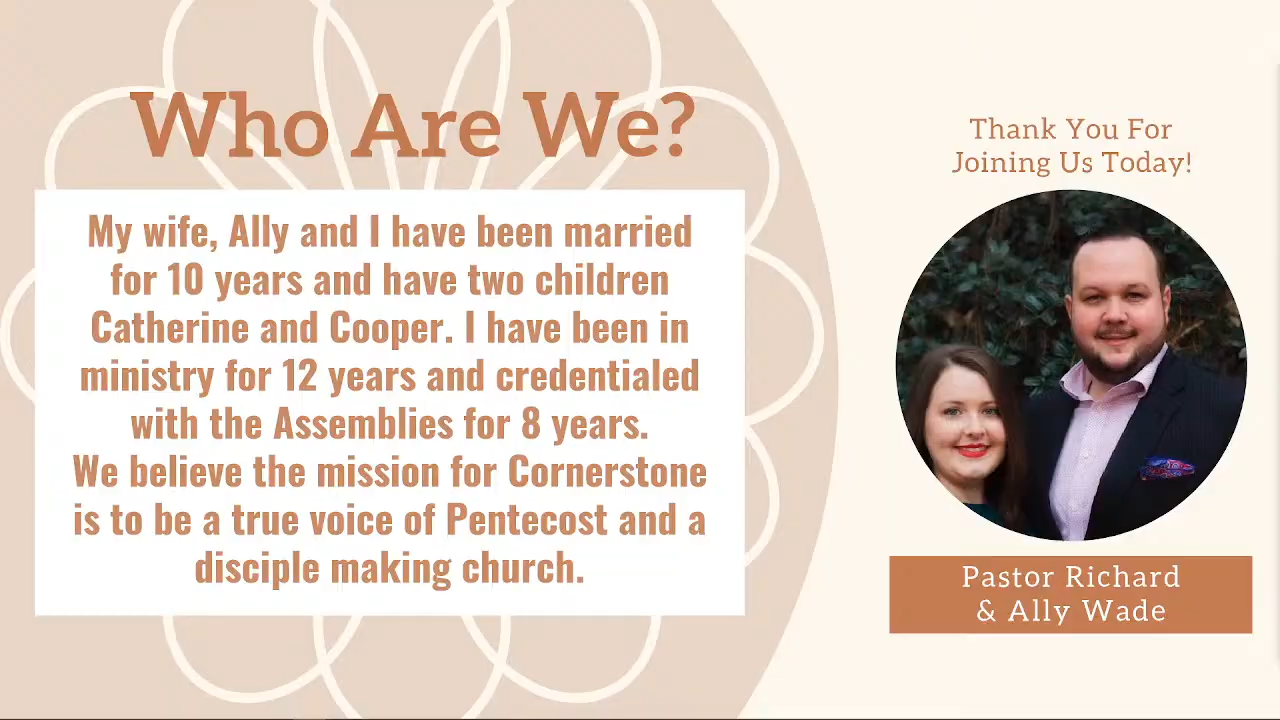 Who Are We?
My wife, Ally and I have been married
for 10 years and have two children
Catherine and Cooper. I have been in
ministry for 12 years and credentialed
with the Assemblies for 8 years.
We believe the mission for Cornerstone
is to be a true voice of Pentecost and a
disciple making church.
Thank You For
Joining Us Today!
Pastor Richard
& Ally Wade